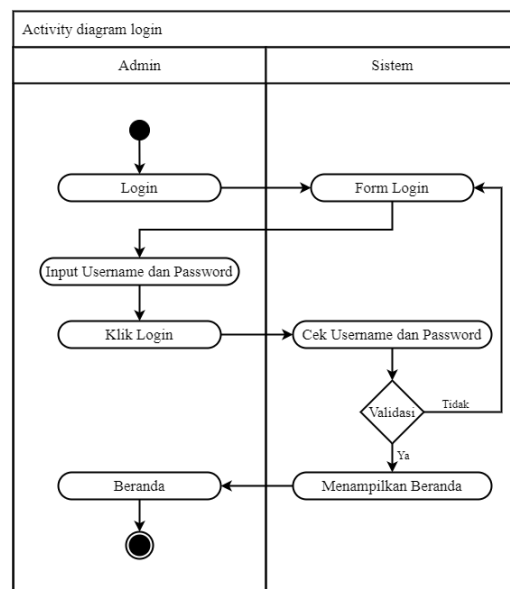 Activity diagram login
Admin
Sistem
Login
Form Login
Input Username dan Password
Klik Login
Cek Username dan Password
Validasi
Tidak
Ya
Beranda
Menampilkan Beranda